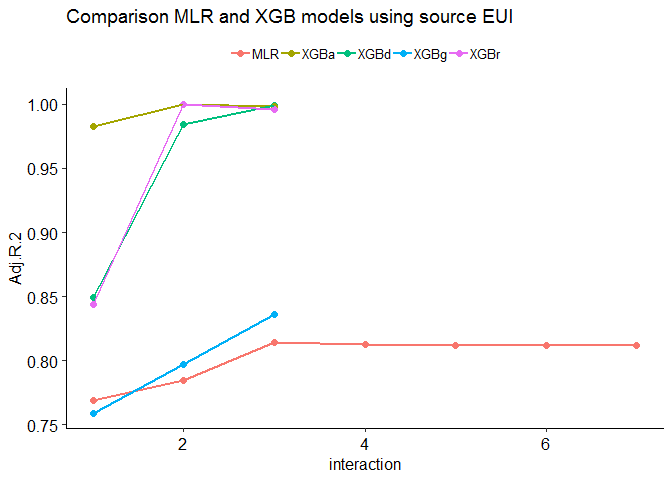 Comparison MLR and XGB models using source EUI
MLR XGBa XGBd XGBg XGBr
1.00
0.95
0.90
0.85
0.80
0.75
Adj.R.2
2 4 6
interaction